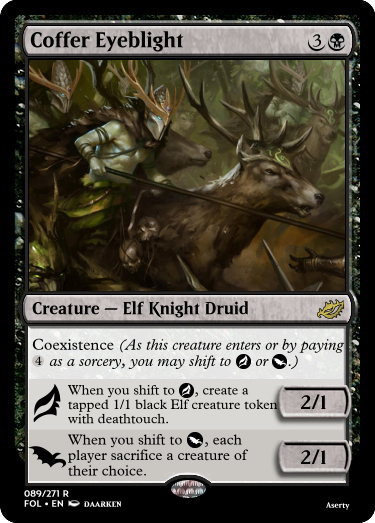 Coffer Eyeblight 3
Creature — Elf Knight Druid
Coexistence (As this creature enters or by paying
4 as a sorcery, you may shift to or .)
When you shift to , create a
tapped 1/1 black Elf creature token
with deathtouch.
2/1
When you shift to , each
player sacrifice a creature of
their choice.
2/1
089/271 R
FOL • EN DAARKEN
Aserty